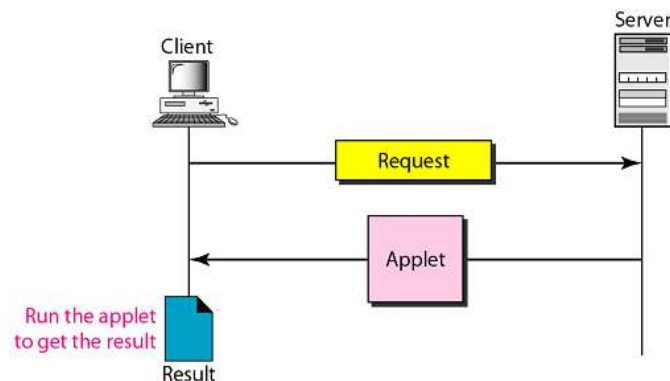 Server
Client
Request
Applet
Run the applet
to get the result
Result